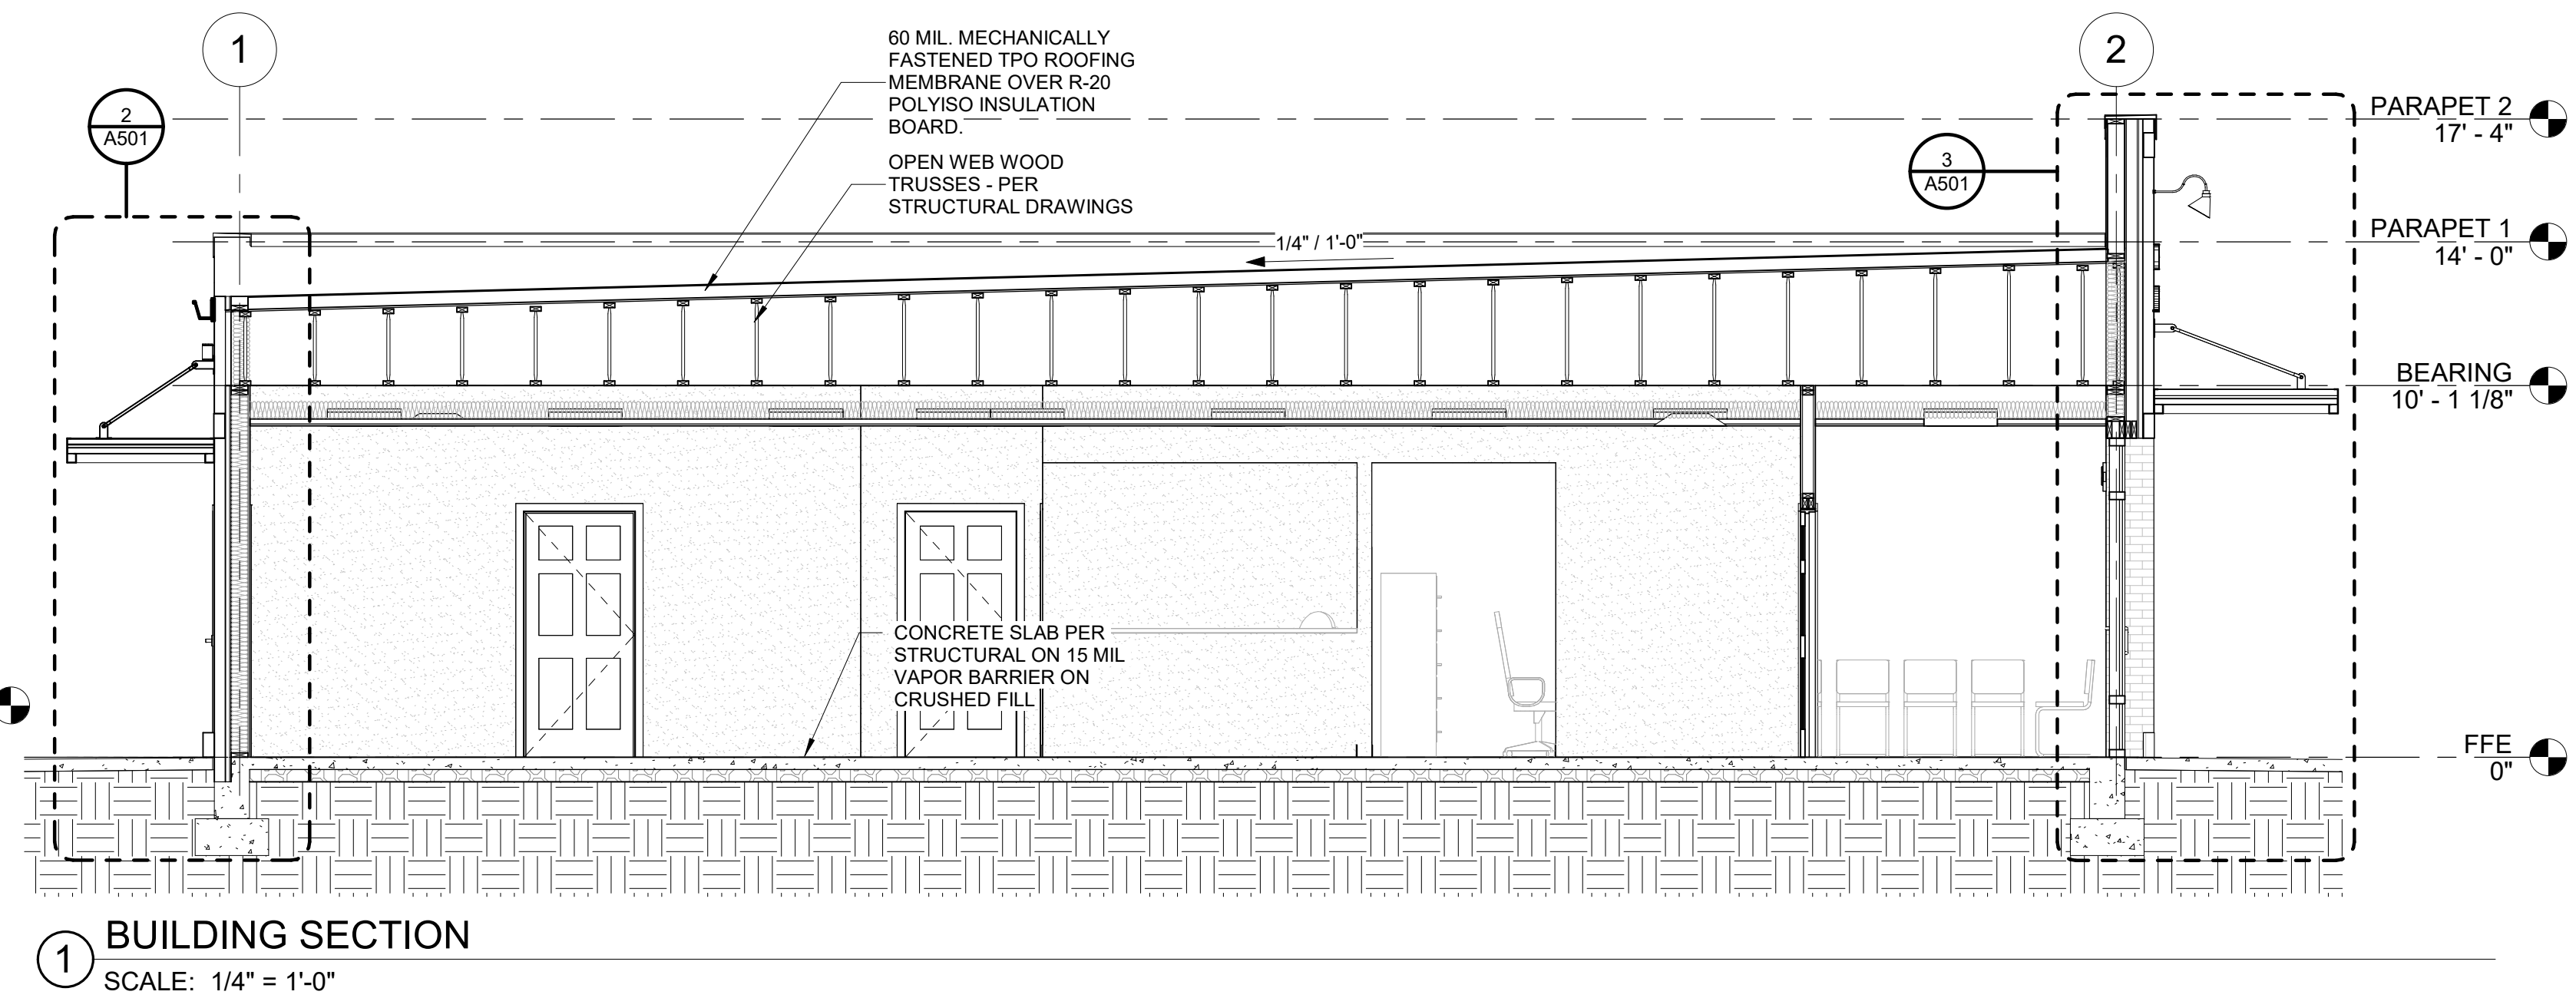 1
2
60 MIL. MECHANICALLY
FASTENED TPO ROOFING
MEMBRANE OVER R-20
POLYISO INSULATION
BOARD.
2
A501
PARAPET 2
17' - 4"
OPEN WEB WOOD
TRUSSES - PER
STRUCTURAL DRAWINGS
3
A501
1/4" / 1'-0"
PARAPET 1
14' - 0"
BEARING
10' - 1 1/8"
CONCRETE SLAB PER
STRUCTURAL ON 15 MIL
VAPOR BARRIER ON
CRUSHED FILL
FFE
0"
1
BUILDING SECTION
SCALE: 1/4" = 1'-0"